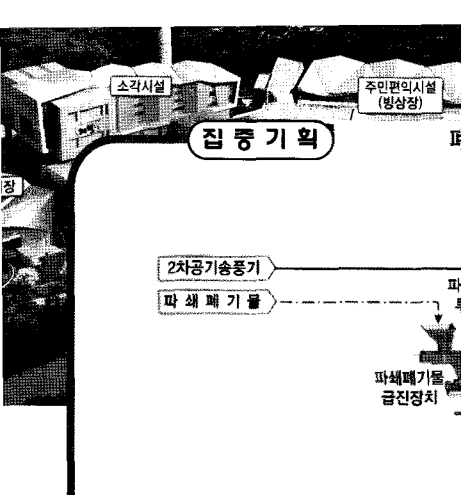 소각시설
주민편익시설
(빙상장)
집중기획
장
2차공기송풍기
파쇄폐기물
파쇄폐기물
급진장치